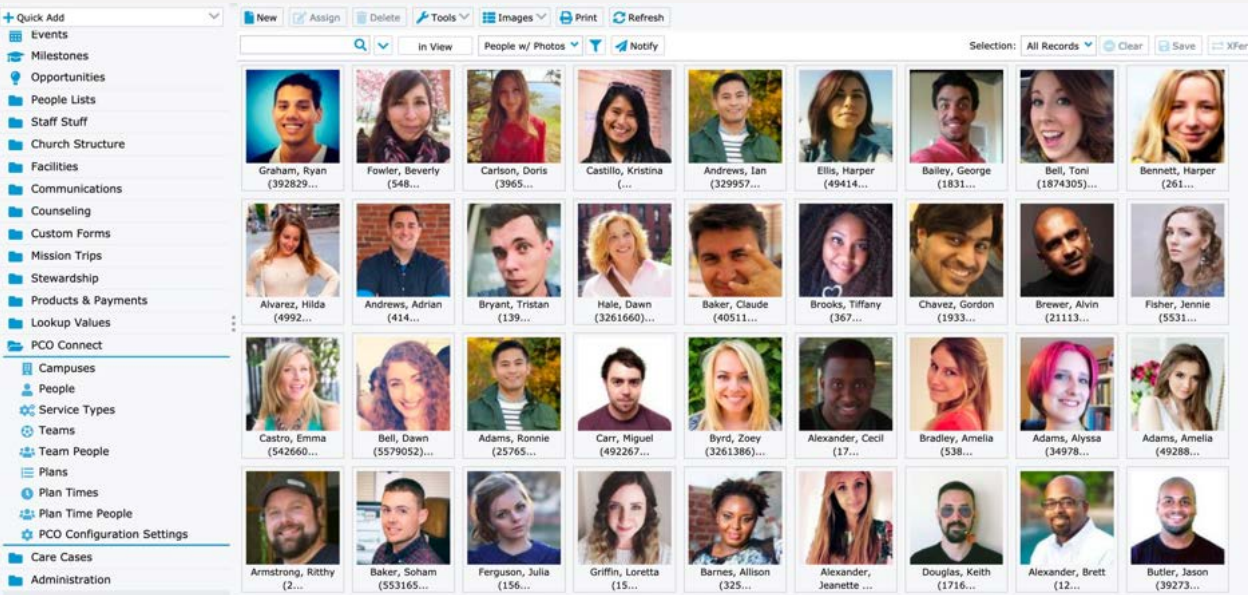 Quick Add
Events
Milestones
Opportunities
People Lists
Staff Stuff
Church Structure
Facilities
Communications
Counseling
Custom Forms
Mission Trips
Stewardship
Products & Payments
Lookup Values
PCO Connect
Campuses
People
Service Types
Teams
Team People
Plans
Plan Times
Plan Time People
PCO Configuration Settings
Care Cases
Administration
New Assign Delete Tools Images Print Refresh
in View People w/ Photos Notify Selection: All Records Clear Save XFer
Graham, Ryan Fowler, Beverly Carlson, Doris Castillo, Kristina Andrews, Ian Ellis, Harper Bailey, George Bell, Toni Bennett, Harper
(392829... (548... (3965... (... (329957... (49414... (1831... (1874305)... (261...
Alvarez, Hilda Andrews, Adrian Bryant, Tristan Hale, Dawn Baker, Claude Brooks, Tiffany Chavez, Gordon Brewer, Alvin Fisher, Jennie
(4992... (414... (139... (3261660)... (40511... (367... (1933... (21113... (5531...
Castro, Emma Bell, Dawn Adams, Ronnie Carr, Miguel Byrd, Zoey Alexander, Cecil Bradley, Amelia Adams, Alyssa Adams, Amelia
(542660... (5579052)... (25765... (492267... (3261386)... (17... (538... (34978... (49288...
Armstrong, Ritthy Baker, Soham Ferguson, Julia Griffin, Loretta Barnes, Allison Alexander, Douglas, Keith Alexander, Brett Butler, Jason
(2... (553165... (156... (15... (325... Jeanette ... (1716... (12... (39273...